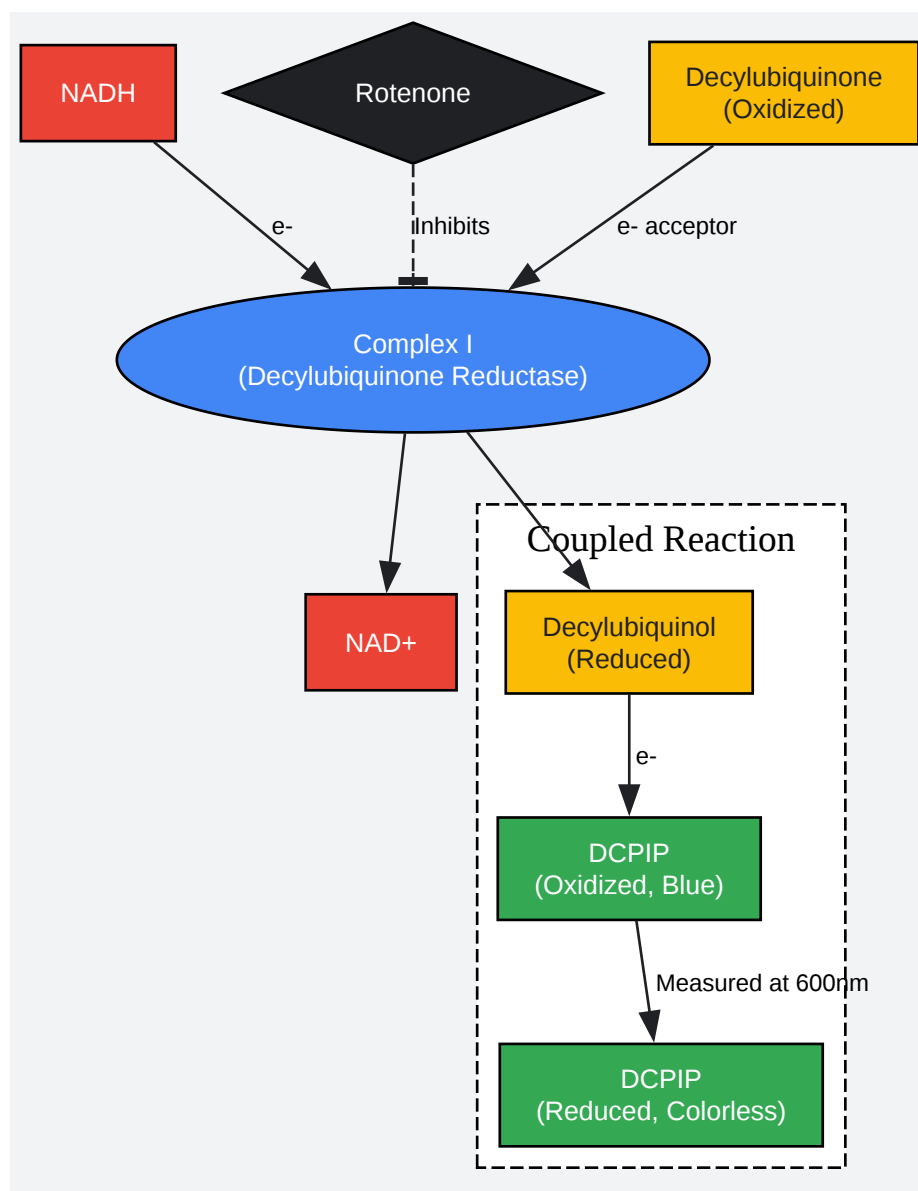 NADH
Rotenone
Decylubiquinone
(Oxidized)
e-
Inhibits
e- acceptor
Complex I
(Decylubiquinone Reductase)
Coupled Reaction
NAD+
Decylubiquinol
(Reduced)
e-
DCPIP
(Oxidized, Blue)
Measured at 600nm
DCPIP
(Reduced, Colorless)